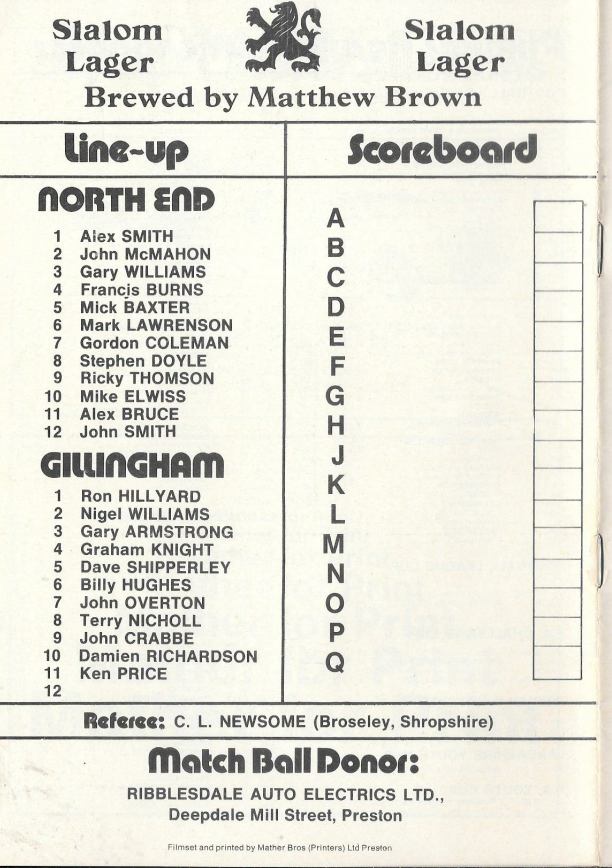 Slalom Lager
Slalom Lager
Brewed by Matthew Brown
Line-up
NORTH END
1 Alex SMITH
2 John McMAHON
3 Gary WILLIAMS
4 Francis BURNS
5 Mick BAXTER
6 Mark LAWRENSON
7 Gordon COLEMAN
8 Stephen DOYLE
9 Ricky THOMSON
10 Mike ELWISS
11 Alex BRUCE
12 John SMITH
GILLINGHAM
1 Ron HILLYARD
2 Nigel WILLIAMS
3 Gary ARMSTRONG
4 Graham KNIGHT
5 Dave SHIPPERLEY
6 Billy HUGHES
7 John OVERTON
8 Terry NICHOLL
9 John CRABBE
10 Damien RICHARDSON
11 Ken PRICE
12
Scoreboard
A
B
C
D
E
F
G
H
J
K
L
M
N
O
P
Q
Referee: C. L. NEWSOME (Broseley, Shropshire)
Match Ball Donor:
RIBBLESDALE AUTO ELECTRICS LTD.,
Deepdale Mill Street, Preston
Filmset and printed by Mather Bros (Printers) Ltd Preston